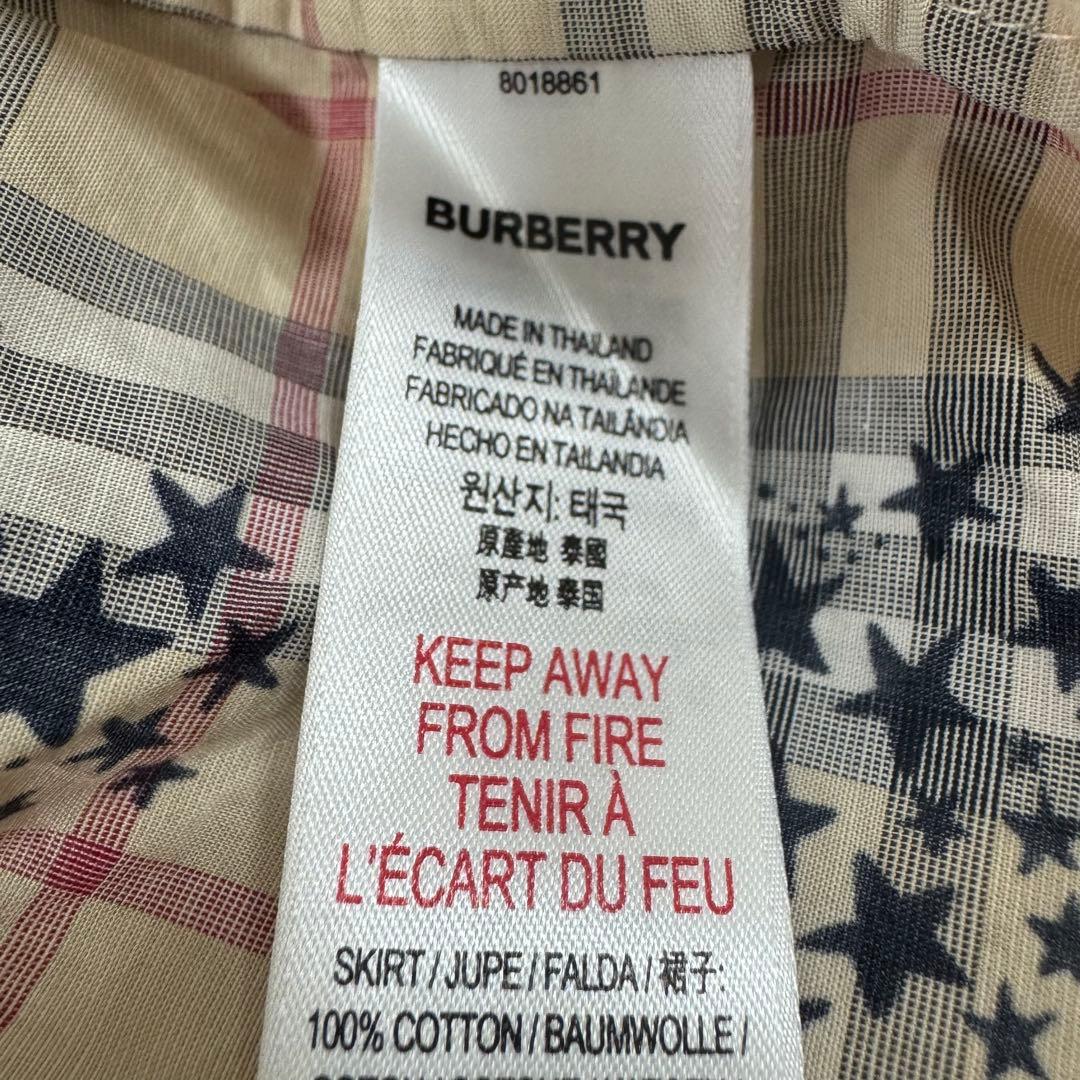 8018861
BURBERRY
MADE IN THAILAND
FABRIQUÉ EN THAÏLANDE
FABRICADO NA TAILÂNDIA
HECHO EN TAILANDIA
원산지: 태국
原產地 泰國
原产地 泰国
KEEP AWAY
FROM FIRE
TENIR À
L'ÉCART DU FEU
SKIRT / JUPE / FALDA / 裙子:
100% COTTON / BAUMWOLLE /